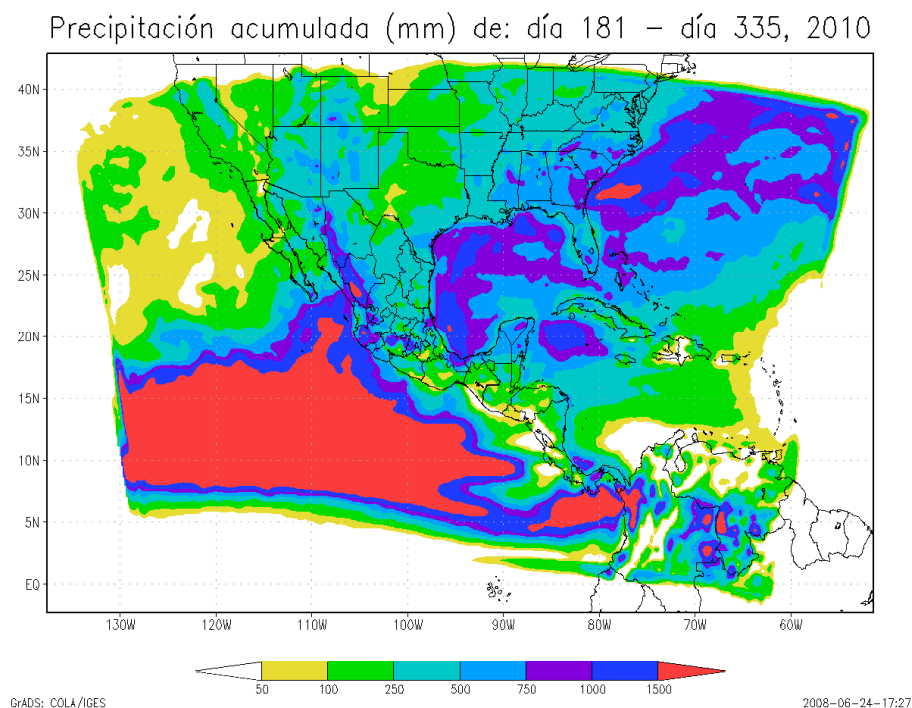 Precipitación acumulada (mm) de: día 181 – día 335, 2010
40N
35N
30N
25N
20N
15N
10N
5N
EQ
130W 120W 110W 100W 90W 80W 70W 60W
50 100 250 500 750 1000 1500
GrADS: COLA/IGES 2008-06-24-17:27